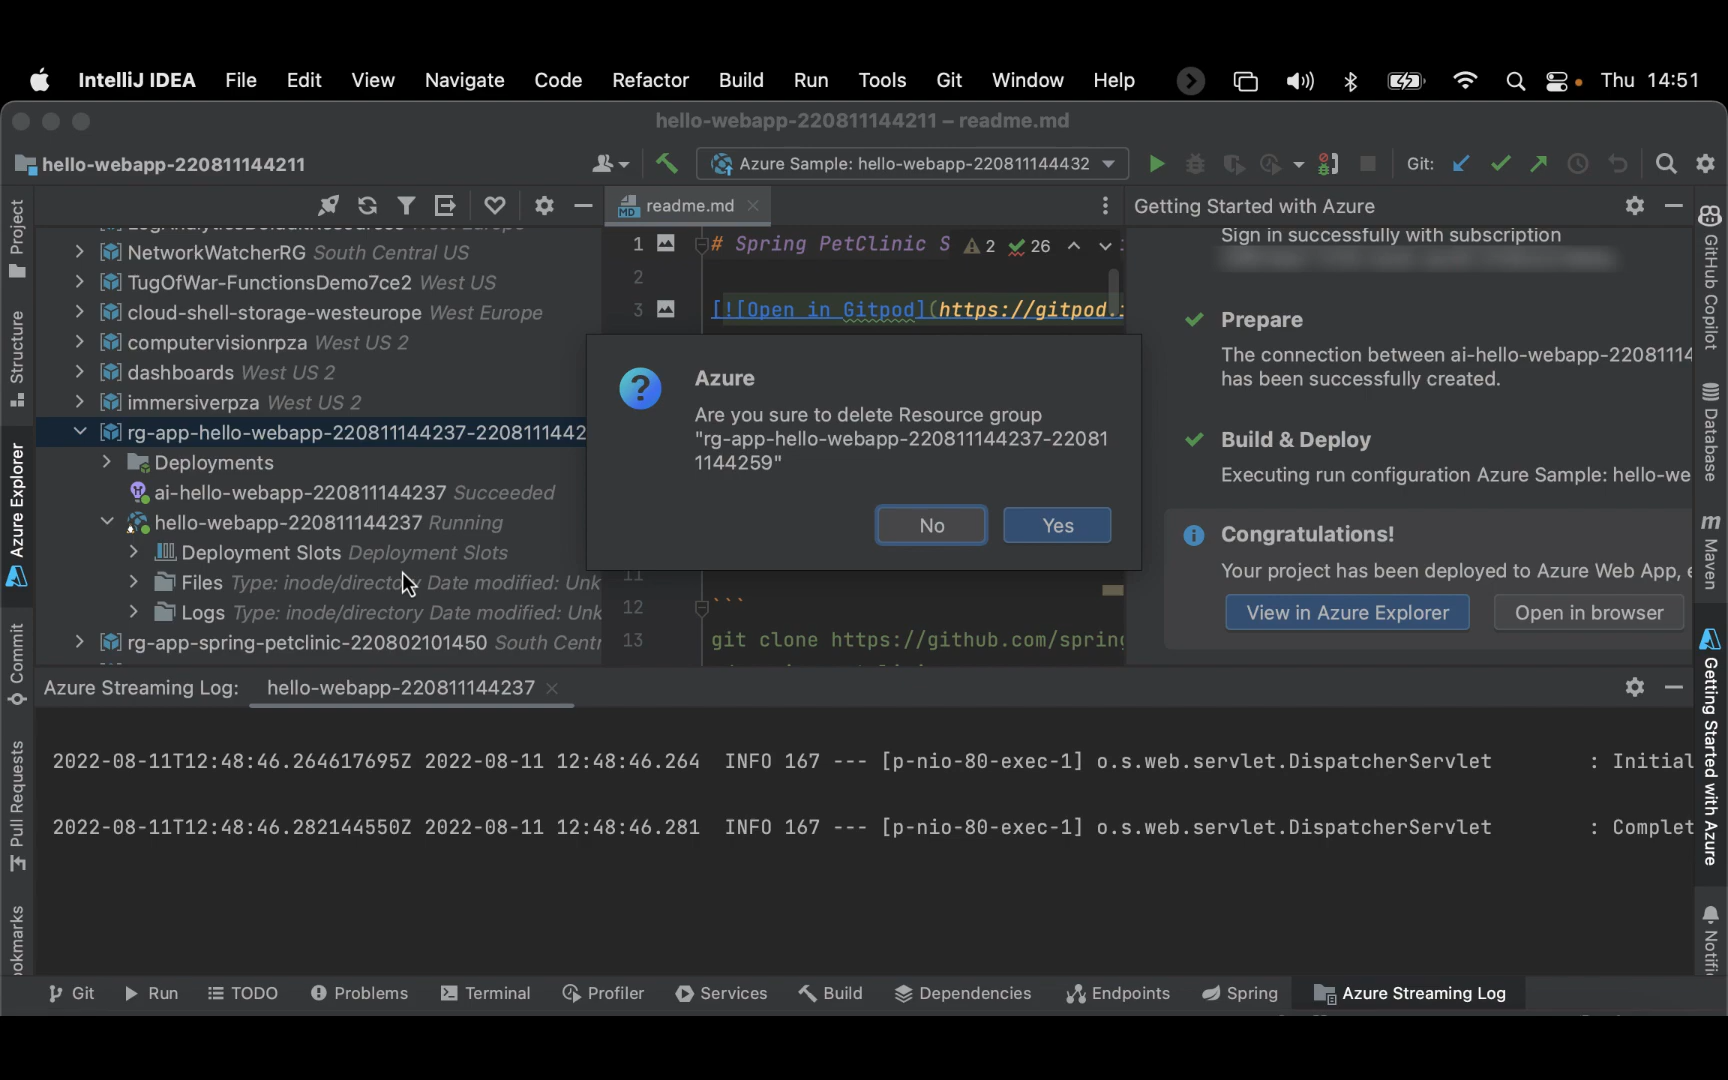 IntelliJ IDEA File Edit View Navigate Code Refactor Build Run Tools Git Window Help Thu 14:51
hello-webapp-220811144211 – readme.md
hello-webapp-220811144211
Azure Sample: hello-webapp-220811144432
Git:
Project
Structure
Azure Explorer
Commit
Pull Requests
okmarks
NetworkWatcherRG South Central US
TugOfWar-FunctionsDemo7ce2 West US
cloud-shell-storage-westeurope West Europe
computervisionrpza West US 2
dashboards West US 2
immersiverpza West US 2
rg-app-hello-webapp-220811144237-2208111442
Deployments
ai-hello-webapp-220811144237 Succeeded
hello-webapp-220811144237 Running
Deployment Slots Deployment Slots
Files Type: inode/directory Date modified: Unk
Logs Type: inode/directory Date modified: Unk
rg-app-spring-petclinic-220802101450 South Centr
readme.md
1 # Spring PetClinic S 2 26
2
3 [![Open in Gitpod](https://gitpod.i
11
12 ```
13 git clone https://github.com/spring
Azure
Are you sure to delete Resource group
"rg-app-hello-webapp-220811144237-22081
1144259"
No Yes
Getting Started with Azure
Sign in successfully with subscription
Prepare
The connection between ai-hello-webapp-22081114
has been successfully created.
Build & Deploy
Executing run configuration Azure Sample: hello-we
Congratulations!
Your project has been deployed to Azure Web App, e
View in Azure Explorer Open in browser
GitHub Copilot
Database
m Maven
Getting Started with Azure
Notifi
Azure Streaming Log: hello-webapp-220811144237
2022-08-11T12:48:46.264617695Z 2022-08-11 12:48:46.264 INFO 167 --- [p-nio-80-exec-1] o.s.web.servlet.DispatcherServlet : Initial
2022-08-11T12:48:46.282144550Z 2022-08-11 12:48:46.281 INFO 167 --- [p-nio-80-exec-1] o.s.web.servlet.DispatcherServlet : Complet
Git Run TODO Problems Terminal Profiler Services Build Dependencies Endpoints Spring Azure Streaming Log